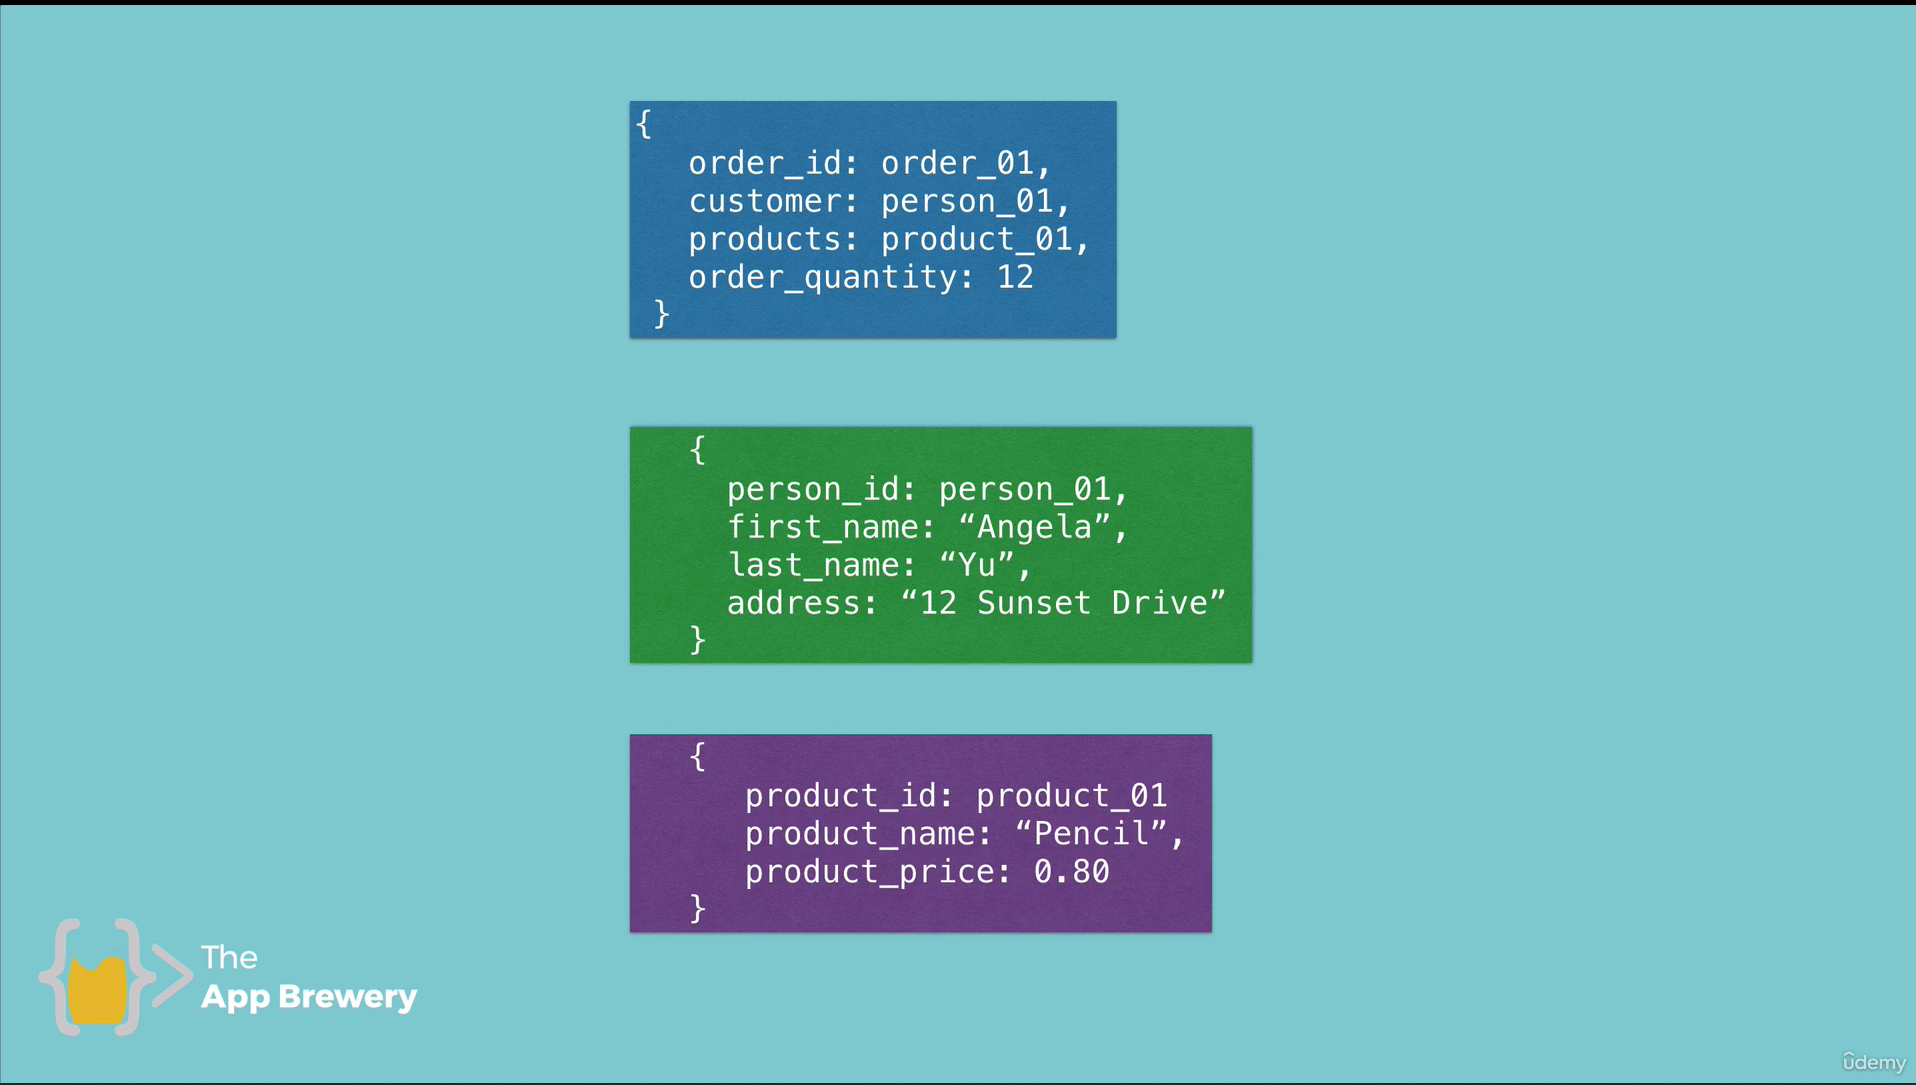 {
order_id: order_01,
customer: person_01,
products: product_01,
order_quantity: 12
}
{
person_id: person_01,
first_name: “Angela”,
last_name: “Yu”,
address: “12 Sunset Drive”
}
{
product_id: product_01
product_name: “Pencil”,
product_price: 0.80
}
The
App Brewery
ûdemy